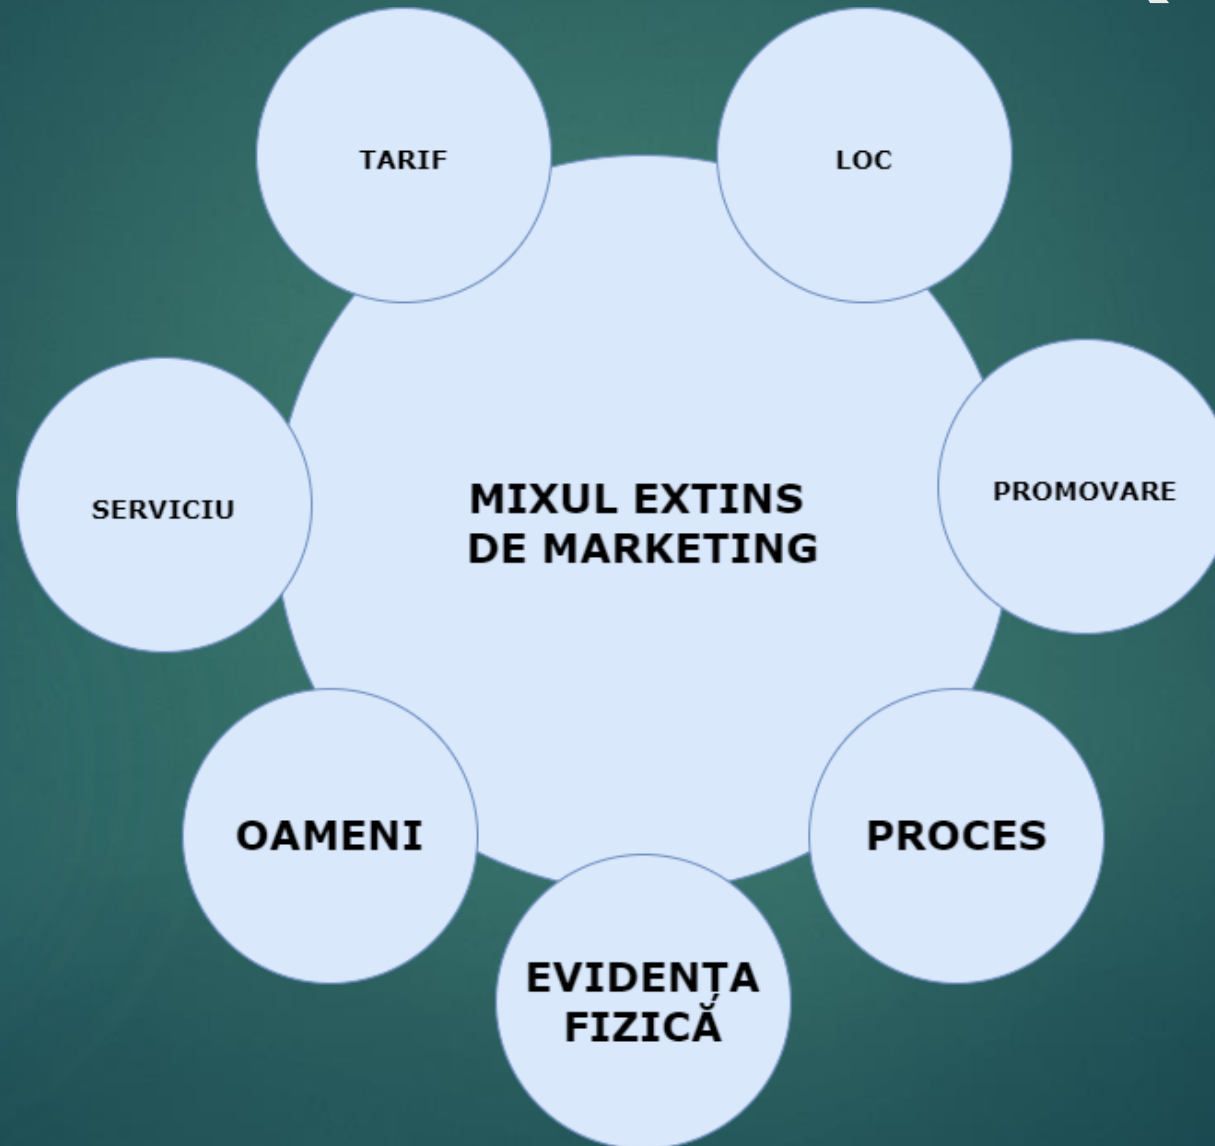 TARIF
LOC
SERVICIU
MIXUL EXTINS
DE MARKETING
PROMOVARE
OAMENI
PROCES
EVIDENȚA
FIZICĂ